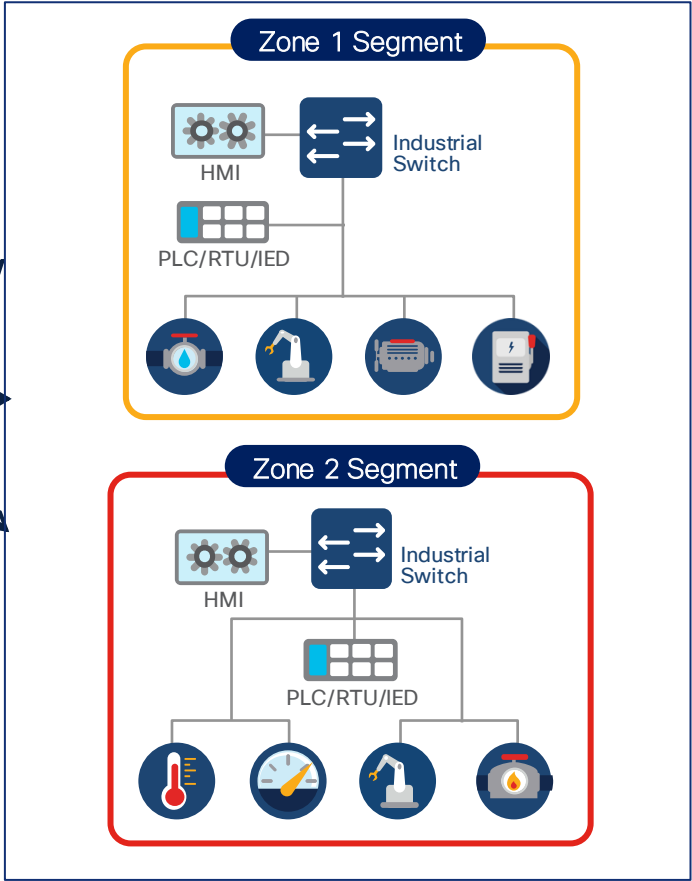 Zone 1 Segment
HMI
Industrial
Switch
PLC/RTU/IED
Zone 2 Segment
HMI
Industrial
Switch
PLC/RTU/IED